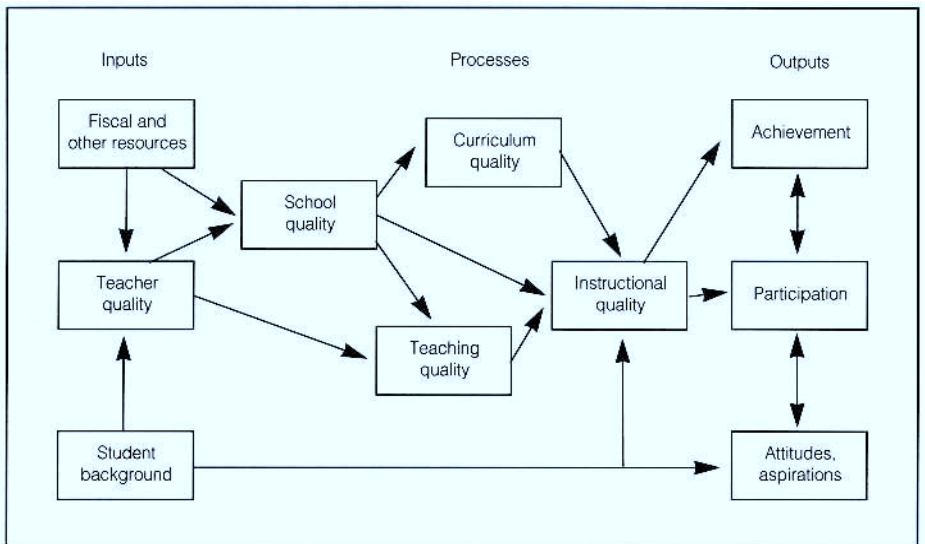 Inputs
Processes
Outputs
Fiscal and
other resources
Curriculum
quality
Achievement
School
quality
Teacher
quality
Instructional
quality
Participation
Teaching
quality
Student
background
Attitudes,
aspirations